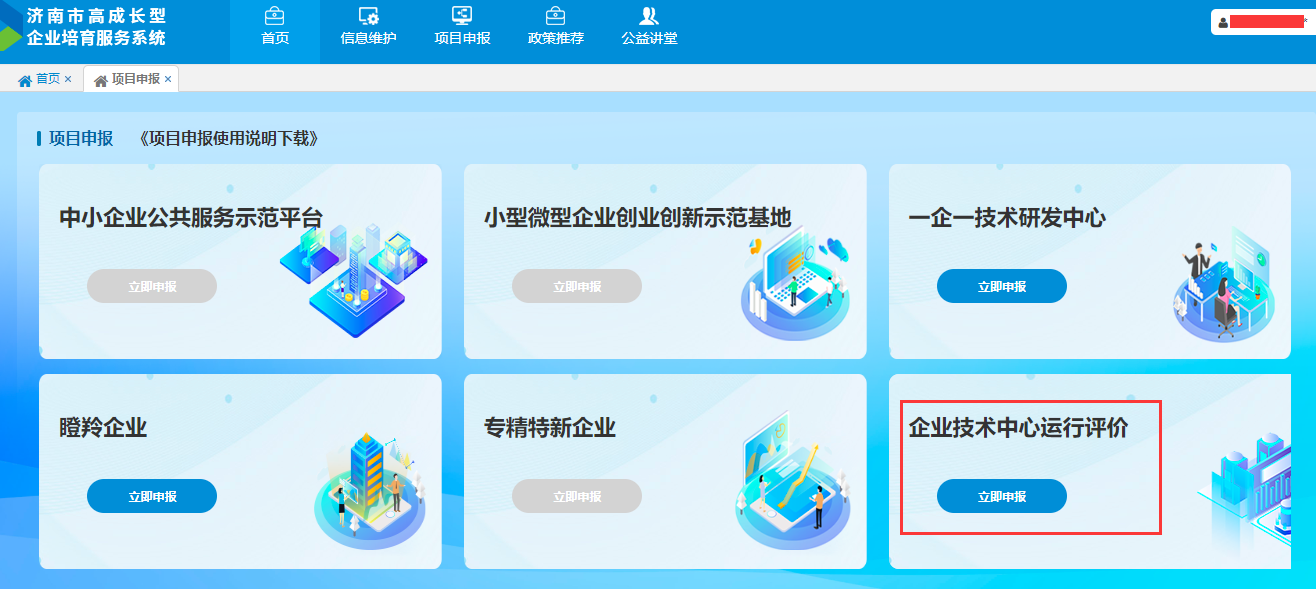 济南市高成长型
企业培育服务系统
首页
信息维护
项目申报
政策推荐
公益讲堂
首页 ×
项目申报 ×
项目申报 《项目申报使用说明下载》
中小企业公共服务示范平台
立即申报
小型微型企业创业创新示范基地
立即申报
一企一技术研发中心
立即申报
瞪羚企业
立即申报
专精特新企业
立即申报
企业技术中心运行评价
立即申报